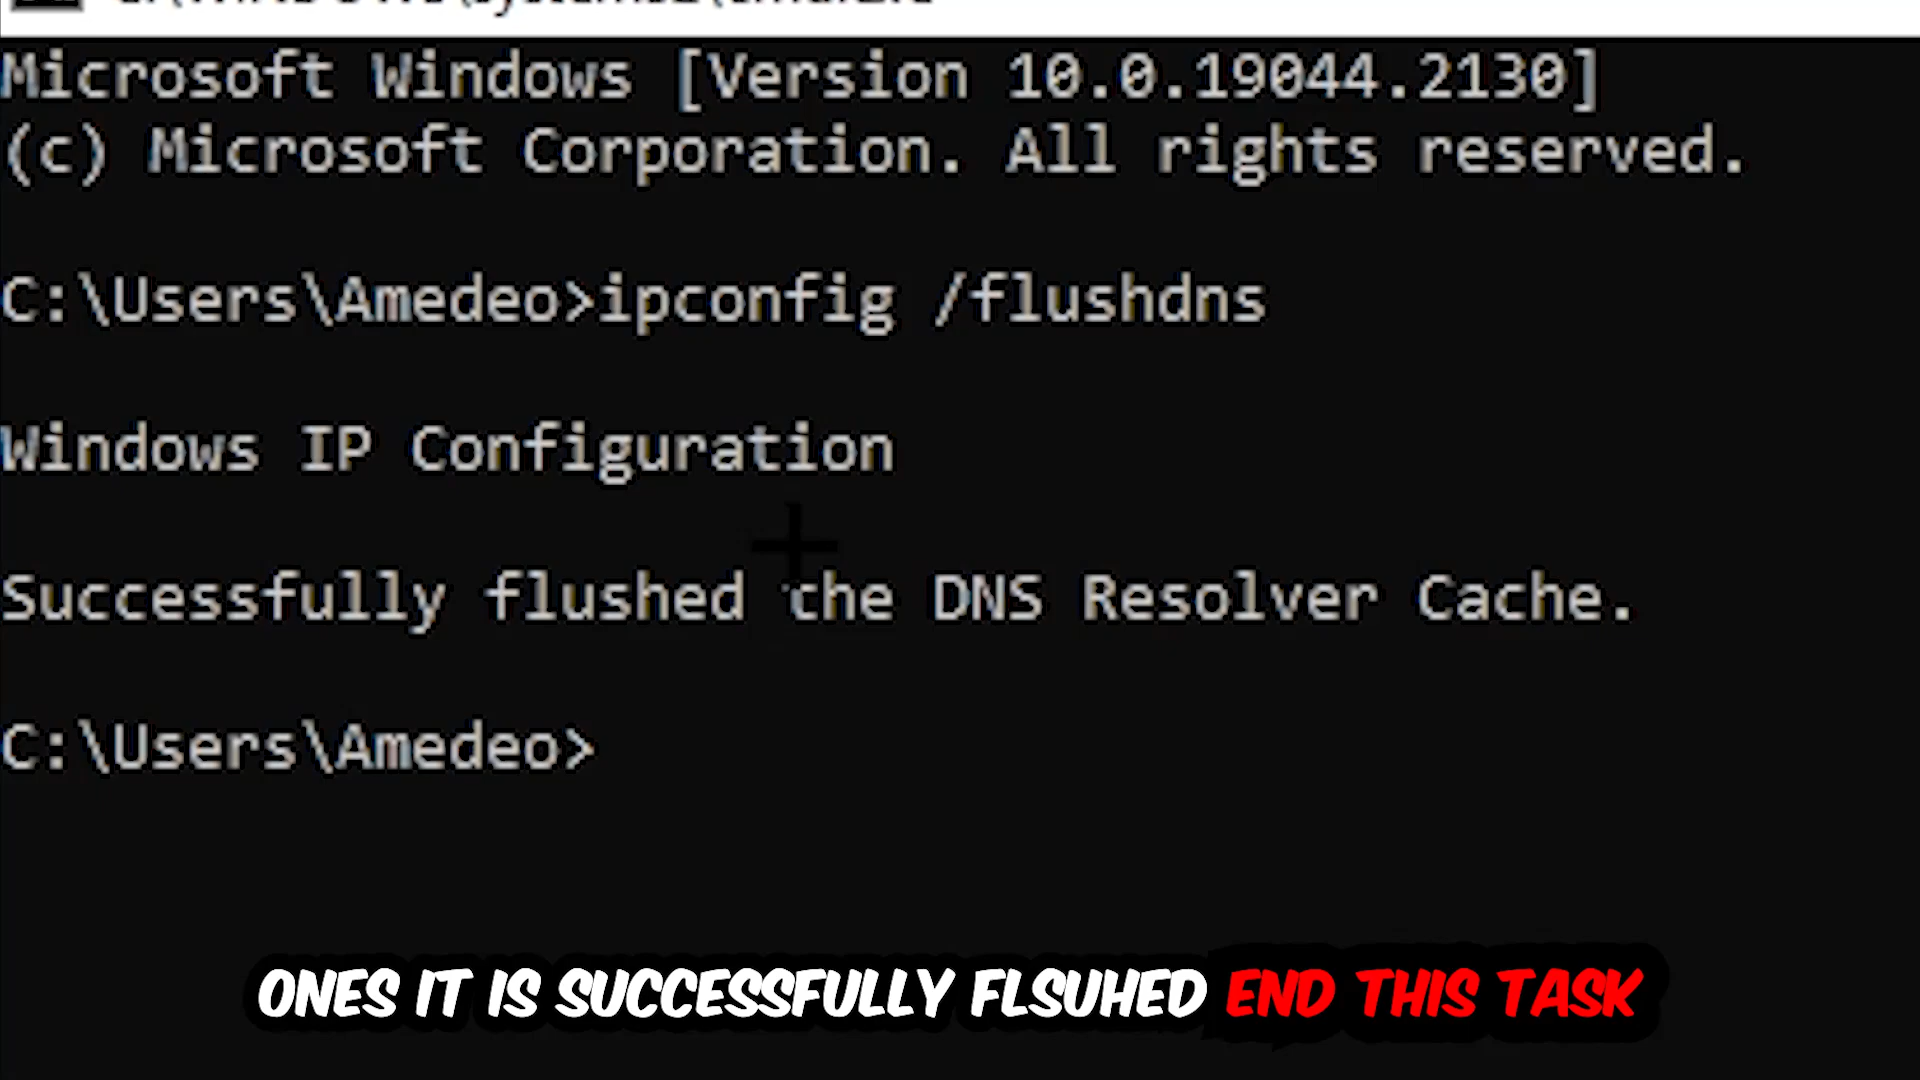 Microsoft Windows [Version 10.0.19044.2130]
(c) Microsoft Corporation. All rights reserved.
C:\Users\Amedeo>ipconfig /flushdns
Windows IP Configuration
Successfully flushed the DNS Resolver Cache.
C:\Users\Amedeo>
ONES IT IS SUCCESSFULLY FLSUHED END THIS TASK